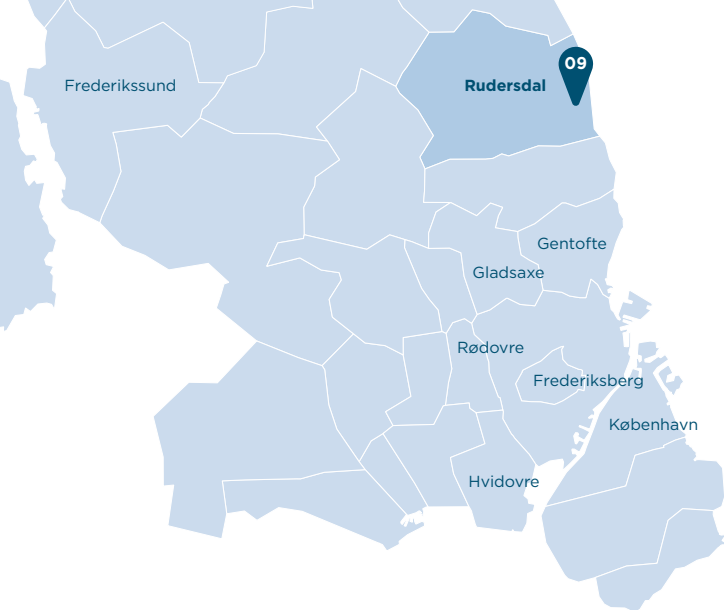 09
Frederikssund
Rudersdal
Gentofte
Gladsaxe
Rødovre
Frederiksberg
København
Hvidovre